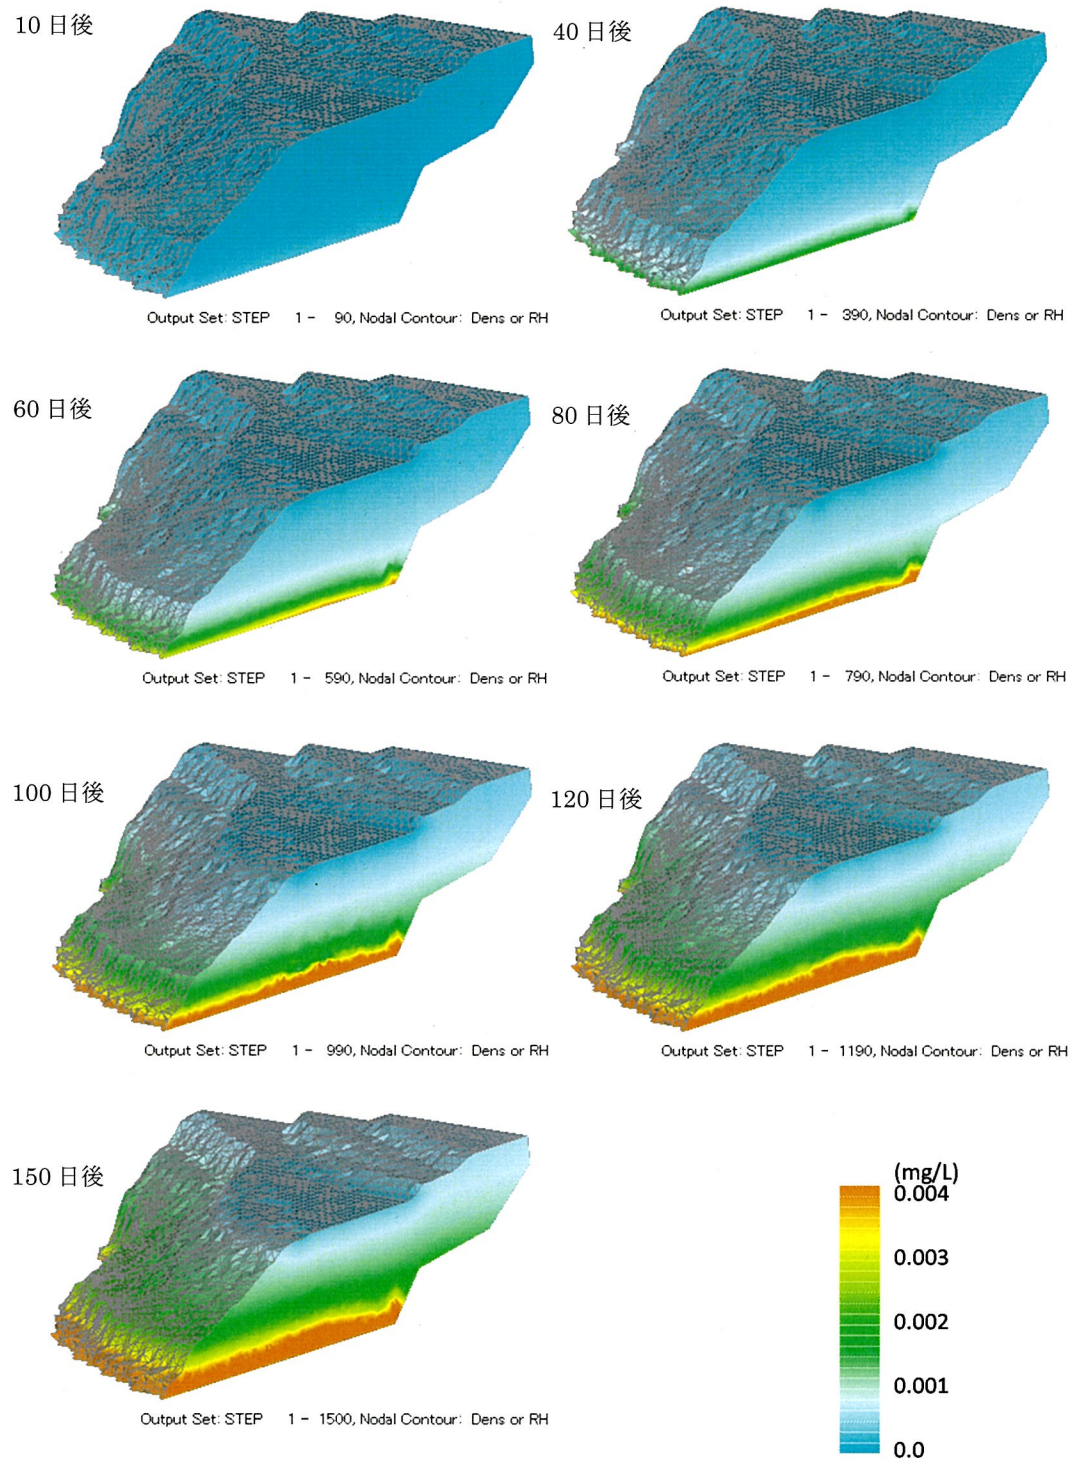 10 日後
40 日後
Output Set: STEP 1 - 90, Nodal Contour: Dens or RH
Output Set: STEP 1 - 390, Nodal Contour: Dens or RH
60 日後
80 日後
Output Set: STEP 1 - 590, Nodal Contour: Dens or RH
Output Set: STEP 1 - 790, Nodal Contour: Dens or RH
100 日後
120 日後
Output Set: STEP 1 - 990, Nodal Contour: Dens or RH
Output Set: STEP 1 - 1190, Nodal Contour: Dens or RH
150 日後
Output Set: STEP 1 - 1500, Nodal Contour: Dens or RH
(mg/L)
0.004
0.003
0.002
0.001
0.0